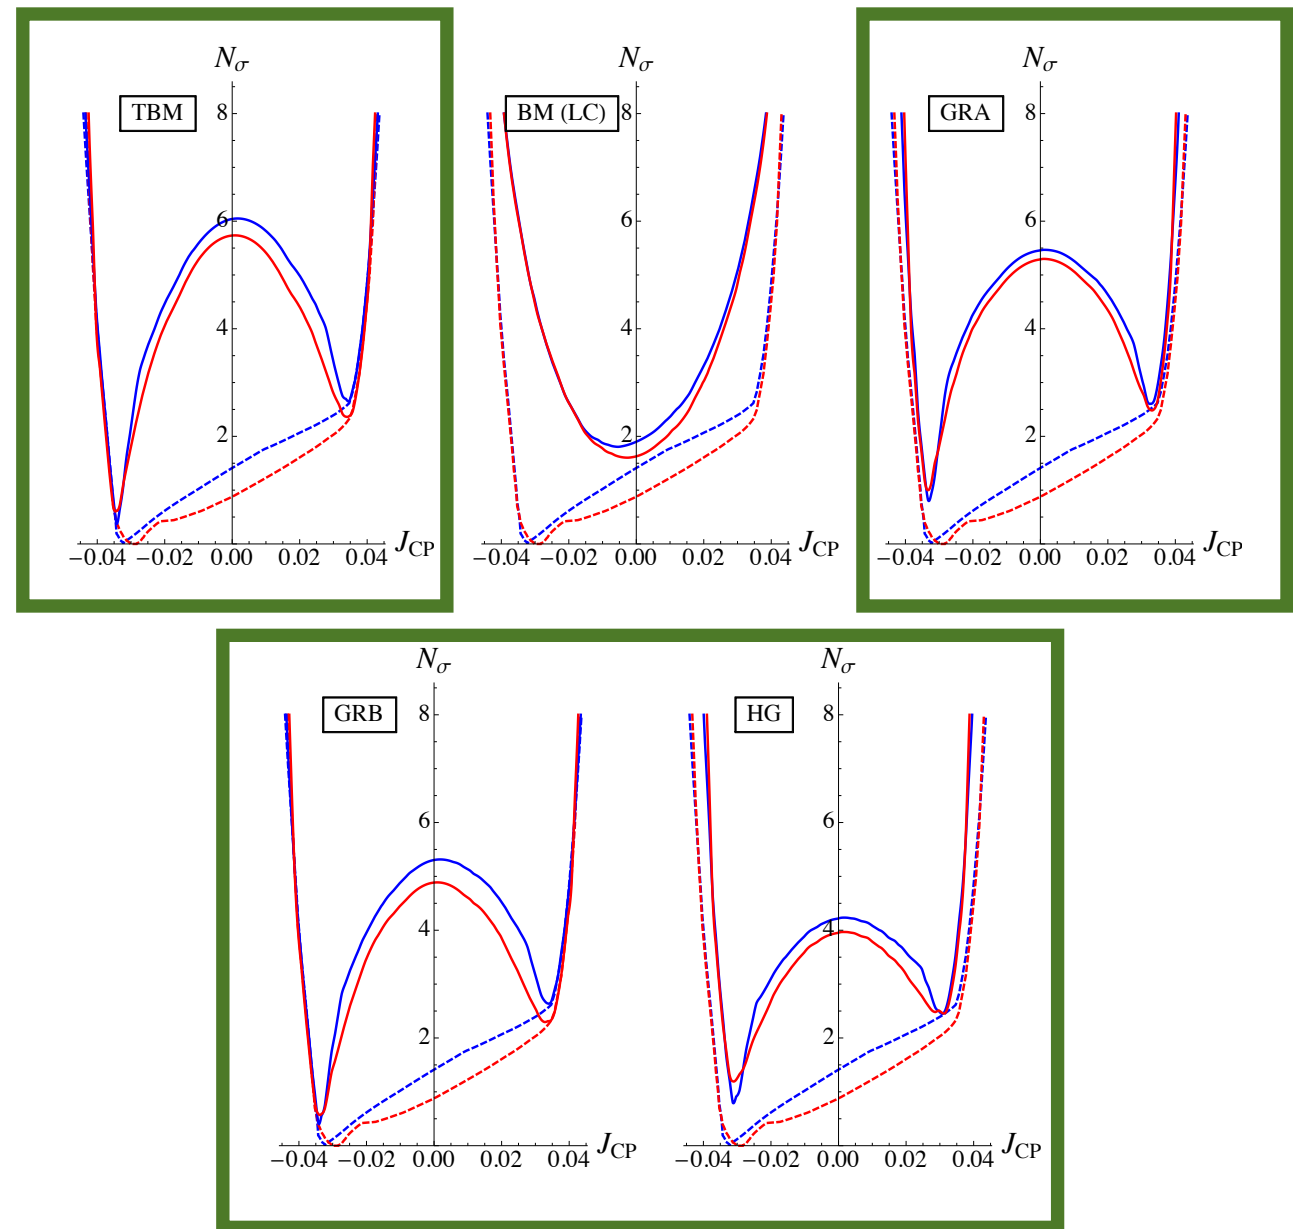 N_σ N_σ N_σ
TBM BM (LC) GRA
8 8 8
6 6 6
4 4 4
2 2 2
−0.04 −0.02 0.00 0.02 0.04 J_CP −0.04 −0.02 0.00 0.02 0.04 J_CP −0.04 −0.02 0.00 0.02 0.04 J_CP
N_σ N_σ
GRB HG
8 8
6 6
4 4
2 2
−0.04 −0.02 0.00 0.02 0.04 J_CP −0.04 −0.02 0.00 0.02 0.04 J_CP